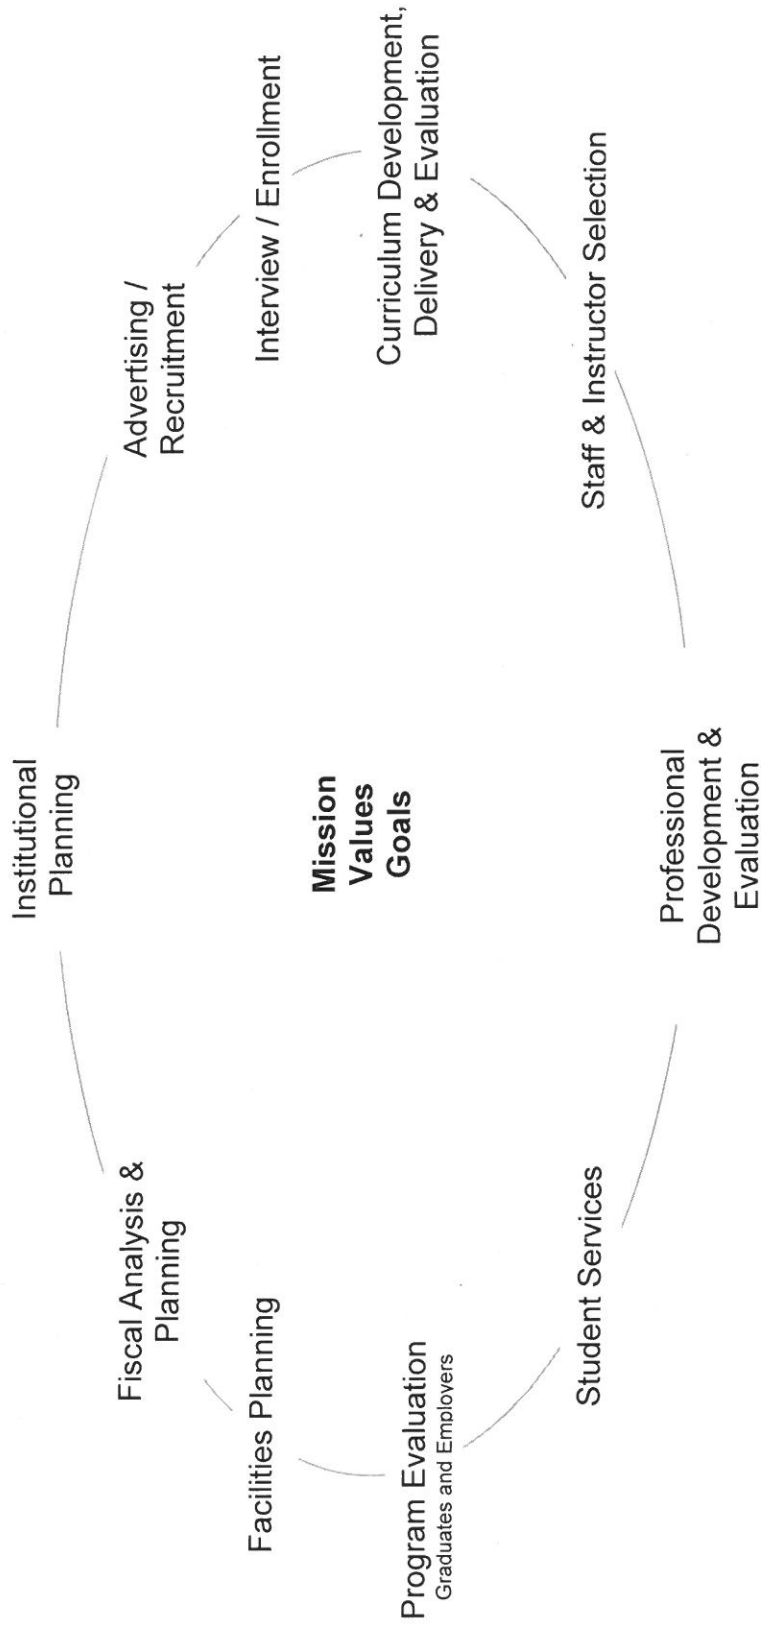 Institutional
Planning
Advertising /
Recruitment
Interview / Enrollment
Curriculum Development,
Delivery & Evaluation
Staff & Instructor Selection
Professional
Development &
Evaluation
Student Services
Program Evaluation
Graduates and Employers
Facilities Planning
Fiscal Analysis &
Planning
Mission
Values
Goals